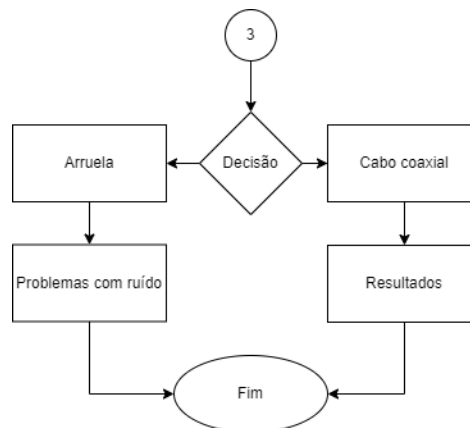 3
Arruela
Decisão
Cabo coaxial
Problemas com ruído
Resultados
Fim